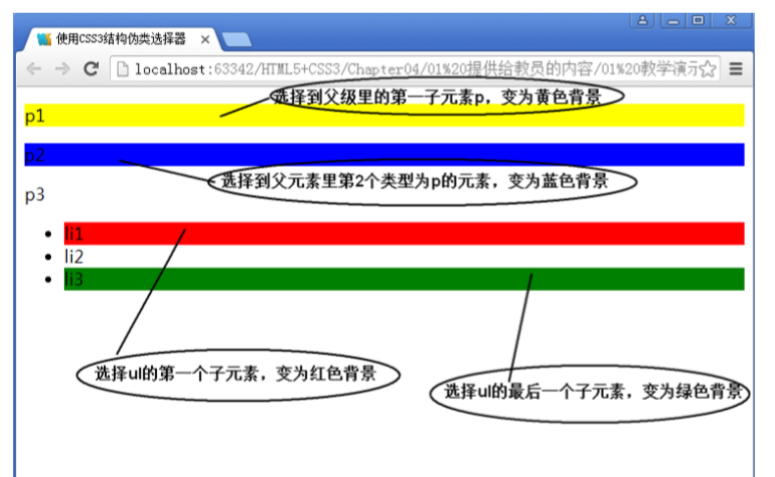 使用CSS3结构伪类选择器
localhost:63342/HTML5+CSS3/Chapter04/01%20提供给教员的内容/01%20教学演示
选择到父级里的第一子元素p，变为黄色背景
p1
p2
选择到父元素里第2个类型为p的元素，变为蓝色背景
p3
li1
li2
li3
选择ul的第一个子元素，变为红色背景
选择ul的最后一个子元素，变为绿色背景